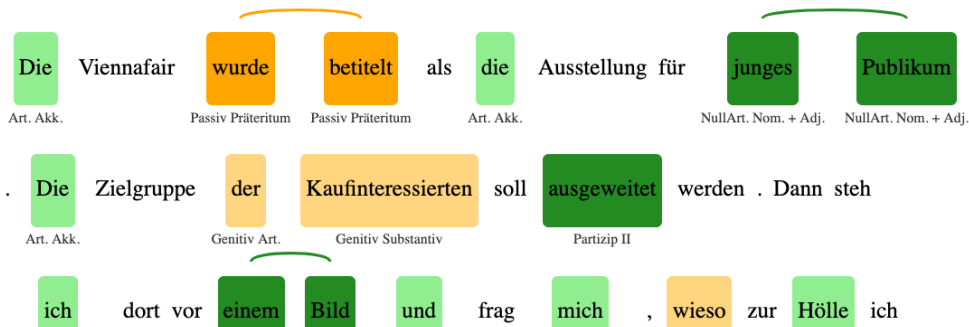 Die Viennafair wurde betitelt als die Ausstellung für junges Publikum
Art. Akk. Passiv Präteritum Passiv Präteritum Art. Akk. NullArt. Nom. + Adj. NullArt. Nom. + Adj.
. Die Zielgruppe der Kaufinteressierten soll ausgeweitet werden . Dann steh
Art. Akk. Genitiv Art. Genitiv Substantiv Partizip II
ich dort vor einem Bild und frag mich , wieso zur Hölle ich